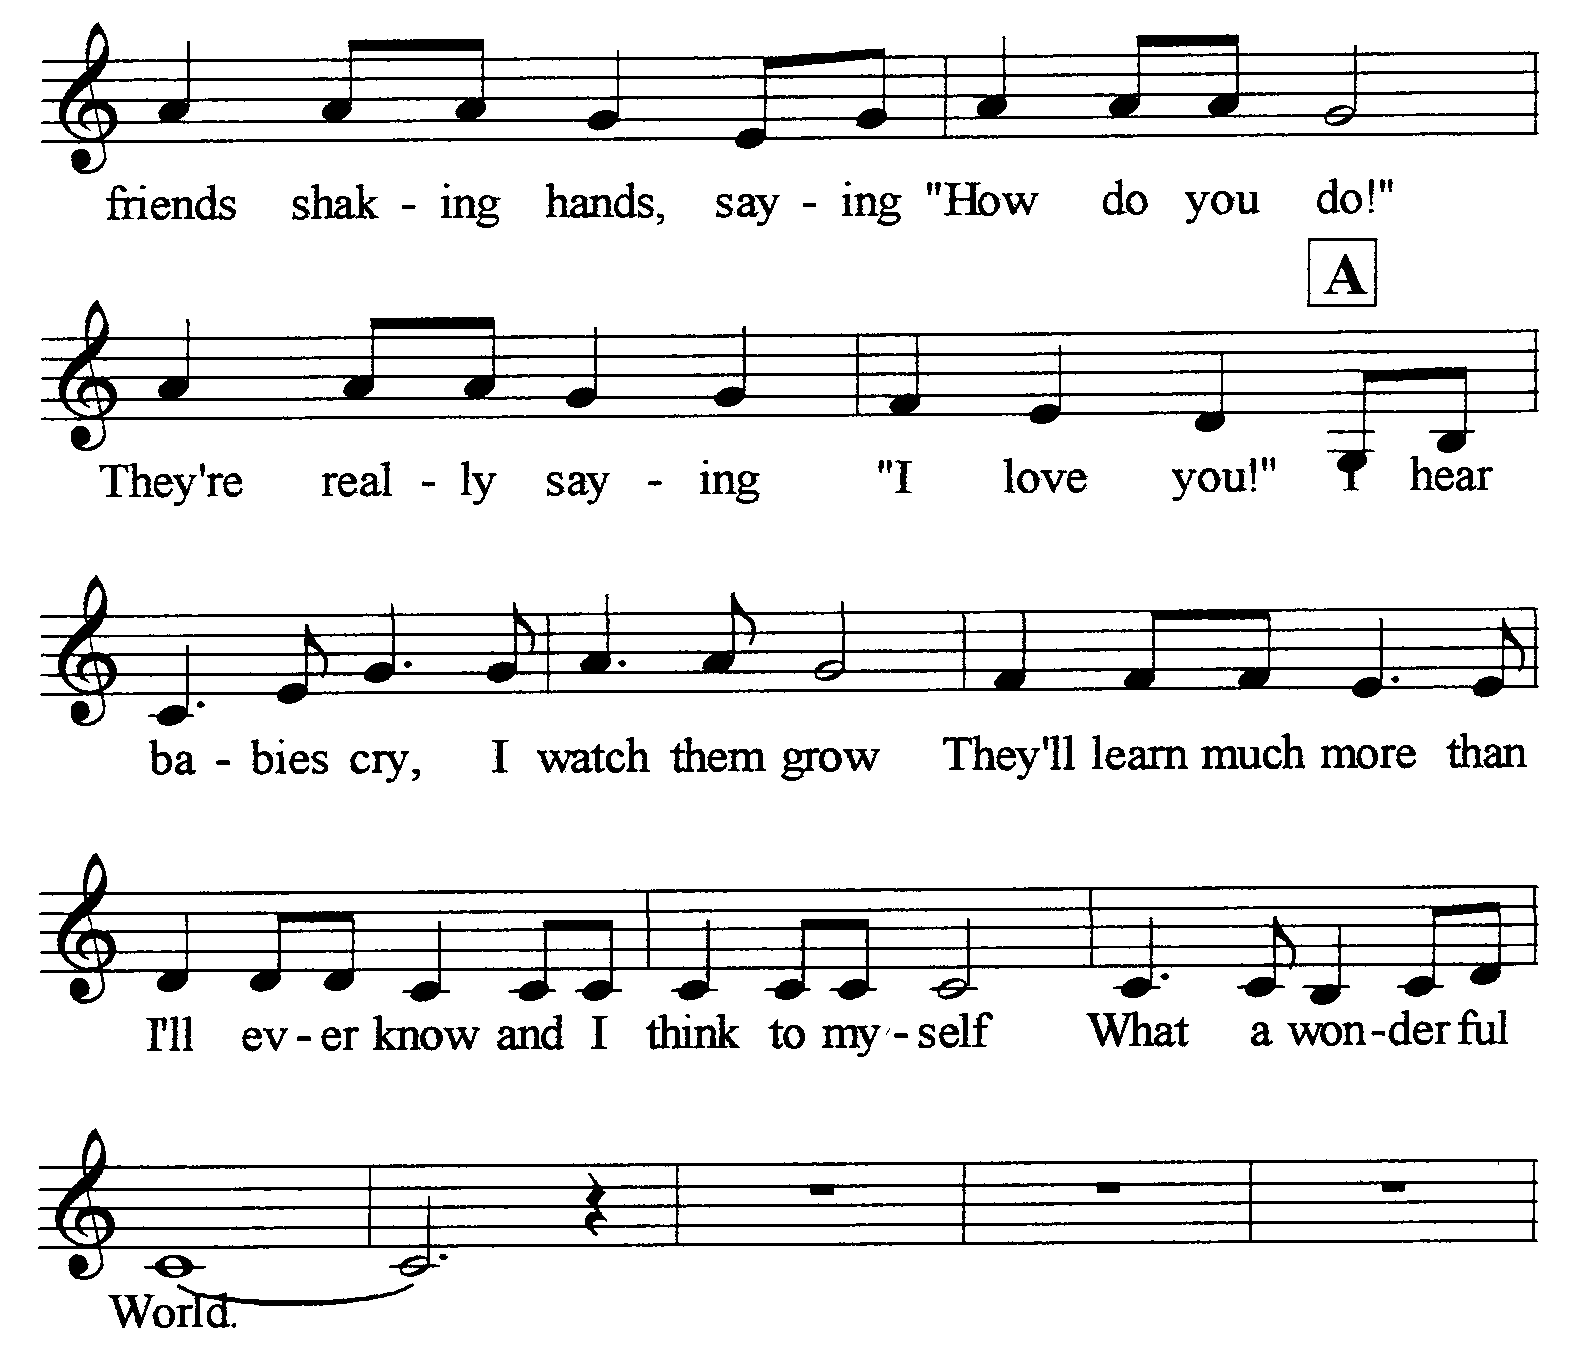 friends shak - ing hands, say - ing "How do you do!"
A
They're real - ly say - ing "I love you!" I hear
ba - bies cry, I watch them grow They'll learn much more than
I'll ev - er know and I think to my - self What a won-derful
World.